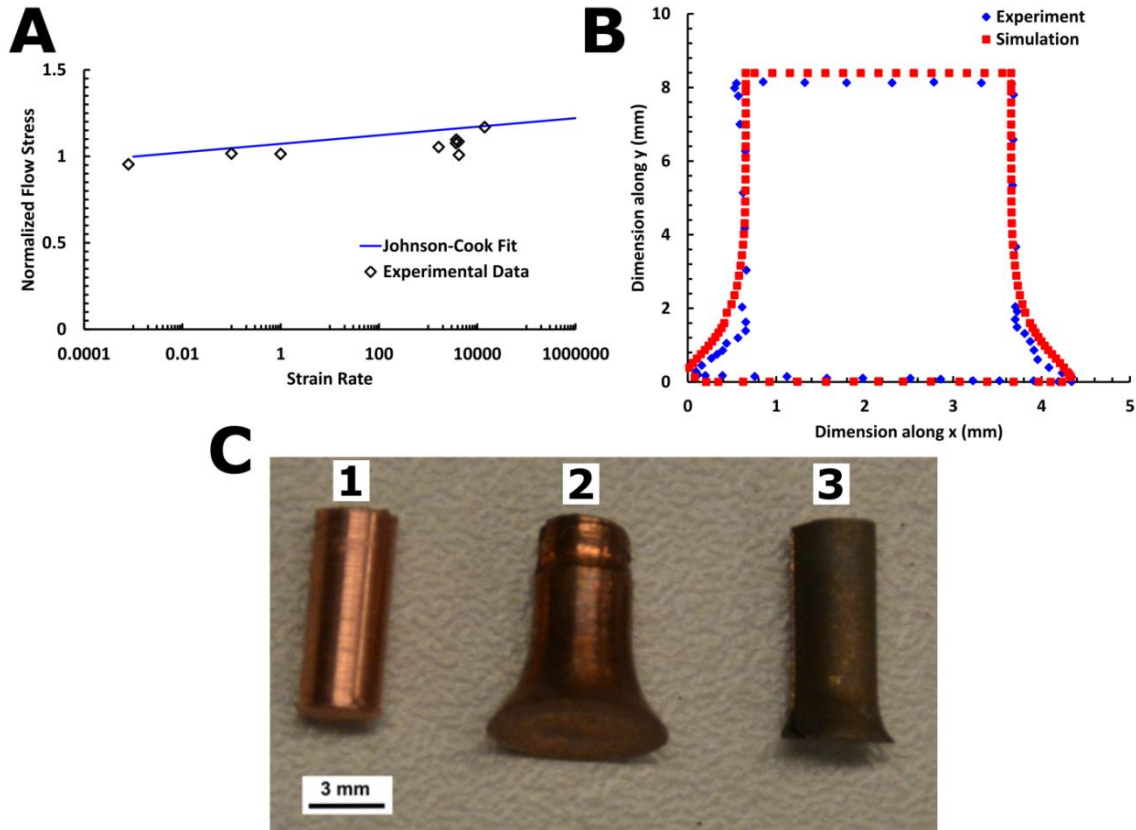 A
1.5
1
0.5
0
Normalized Flow Stress
Johnson-Cook Fit
Experimental Data
0.0001 0.01 1 100 10000 1000000
Strain Rate
B
Experiment
Simulation
10
8
6
4
2
0
Dimension along y (mm)
0 1 2 3 4 5
Dimension along x (mm)
C
1 2 3
3 mm